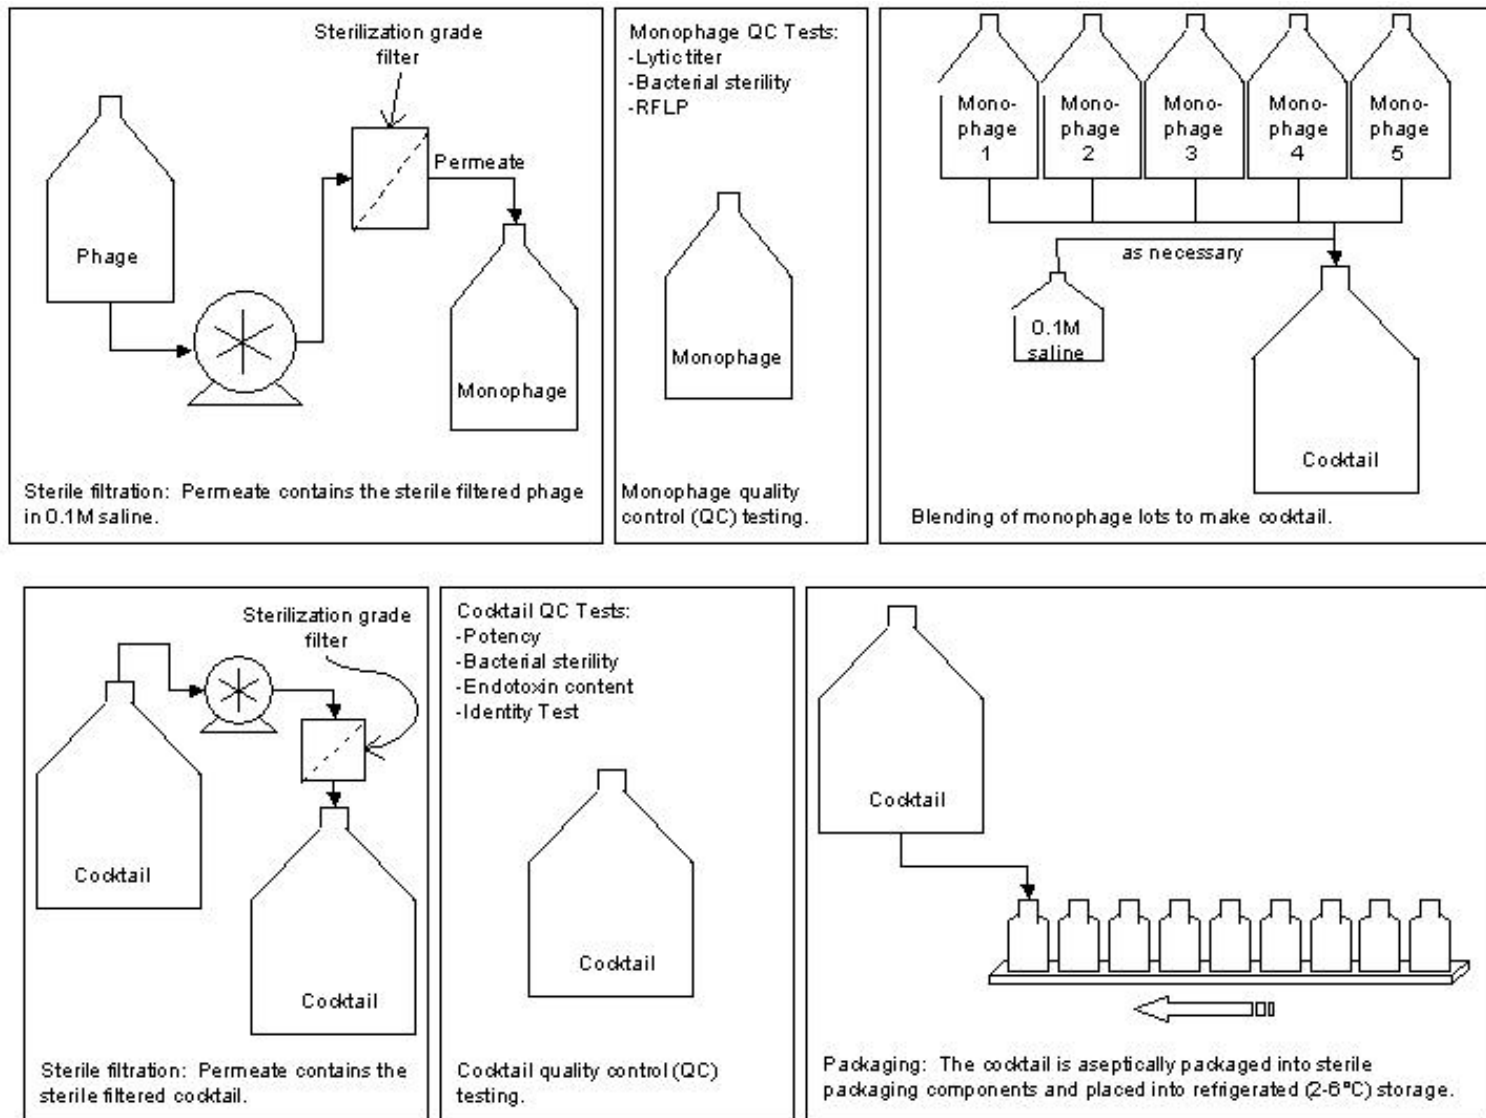 Sterilization grade
filter
Permeate
Phage
Monophage
Sterile filtration: Permeate contains the sterile filtered phage
in 0.1M saline.
Monophage QC Tests:
-Lytic titer
-Bacterial sterility
-RFLP
Monophage
Monophage quality
control (QC) testing.
Mono-
phage
1
Mono-
phage
2
Mono-
phage
3
Mono-
phage
4
Mono-
phage
5
as necessary
0.1M
saline
Cocktail
Blending of monophage lots to make cocktail.
Sterilization grade
filter
Cocktail
Cocktail
Sterile filtration: Permeate contains the
sterile filtered cocktail.
Cocktail QC Tests:
-Potency
-Bacterial sterility
-Endotoxin content
-Identity Test
Cocktail
Cocktail quality control (QC)
testing.
Cocktail
Packaging: The cocktail is aseptically packaged into sterile
packaging components and placed into refrigerated (2-6°C) storage.